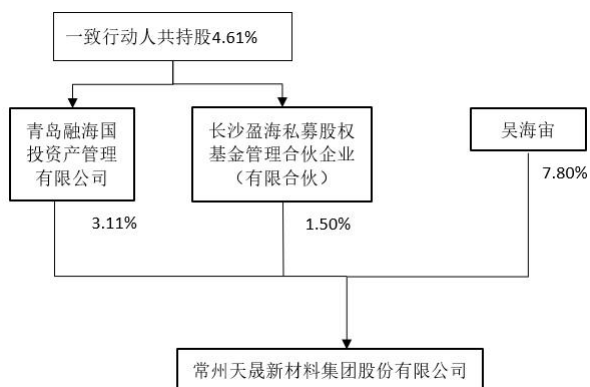 一致行动人共持股4.61%
青岛融海国
投资产管理
有限公司
长沙盈海私募股权
基金管理合伙企业
（有限合伙）
吴海宙
3.11%
1.50%
7.80%
常州天晟新材料集团股份有限公司